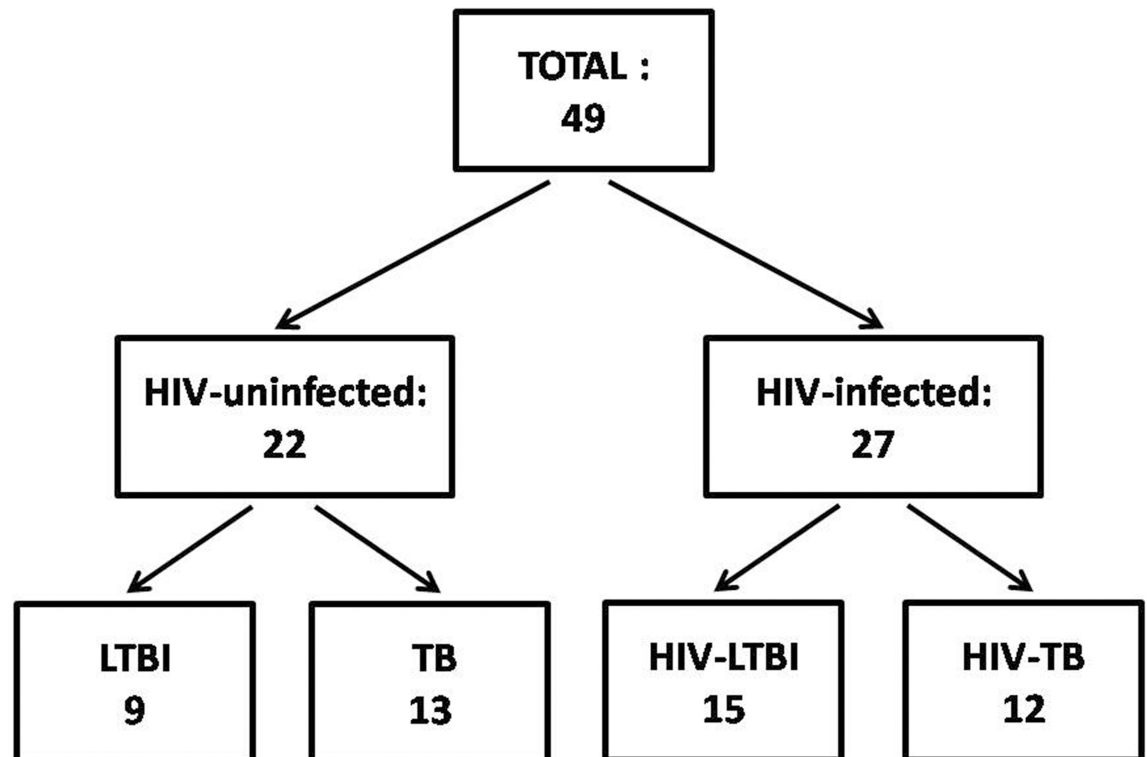 TOTAL :
49
HIV-uninfected:
22
HIV-infected:
27
LTBI
9
TB
13
HIV-LTBI
15
HIV-TB
12